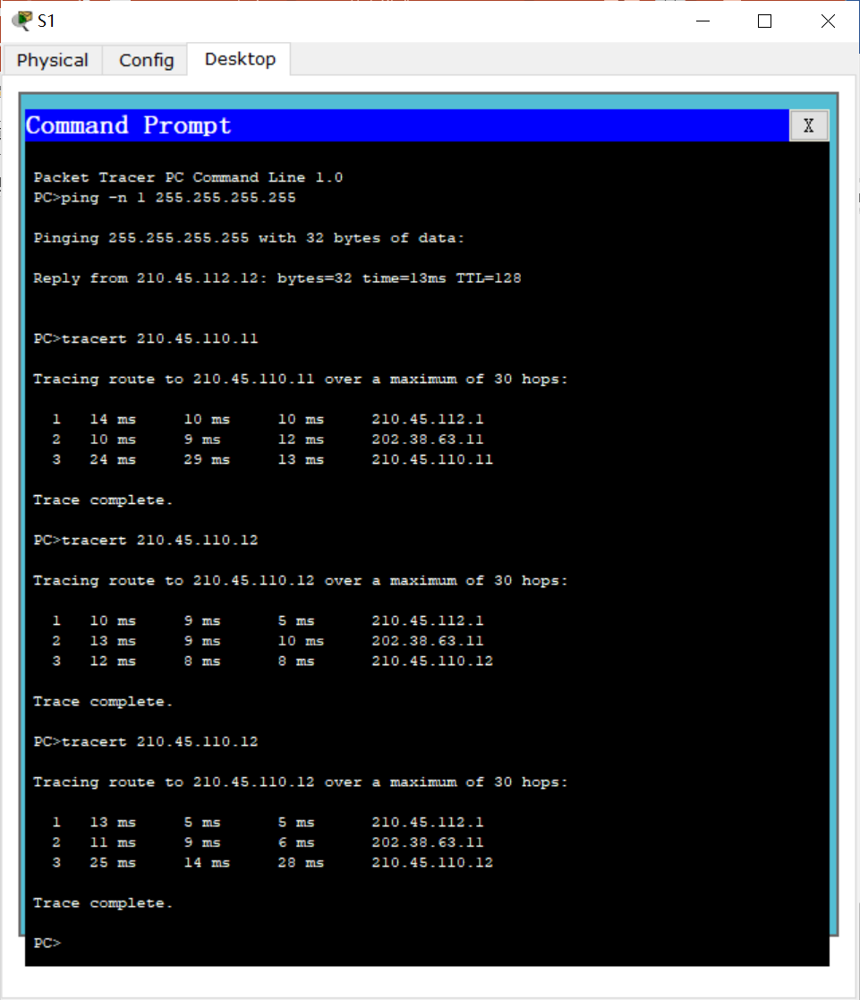 S1
Physical Config Desktop
Command Prompt X
Packet Tracer PC Command Line 1.0
PC>ping -n 1 255.255.255.255
Pinging 255.255.255.255 with 32 bytes of data:
Reply from 210.45.112.12: bytes=32 time=13ms TTL=128
PC>tracert 210.45.110.11
Tracing route to 210.45.110.11 over a maximum of 30 hops:
1 14 ms 10 ms 10 ms 210.45.112.1
2 10 ms 9 ms 12 ms 202.38.63.11
3 24 ms 29 ms 13 ms 210.45.110.11
Trace complete.
PC>tracert 210.45.110.12
Tracing route to 210.45.110.12 over a maximum of 30 hops:
1 10 ms 9 ms 5 ms 210.45.112.1
2 13 ms 9 ms 10 ms 202.38.63.11
3 12 ms 8 ms 8 ms 210.45.110.12
Trace complete.
PC>tracert 210.45.110.12
Tracing route to 210.45.110.12 over a maximum of 30 hops:
1 13 ms 5 ms 5 ms 210.45.112.1
2 11 ms 9 ms 6 ms 202.38.63.11
3 25 ms 14 ms 28 ms 210.45.110.12
Trace complete.
PC>